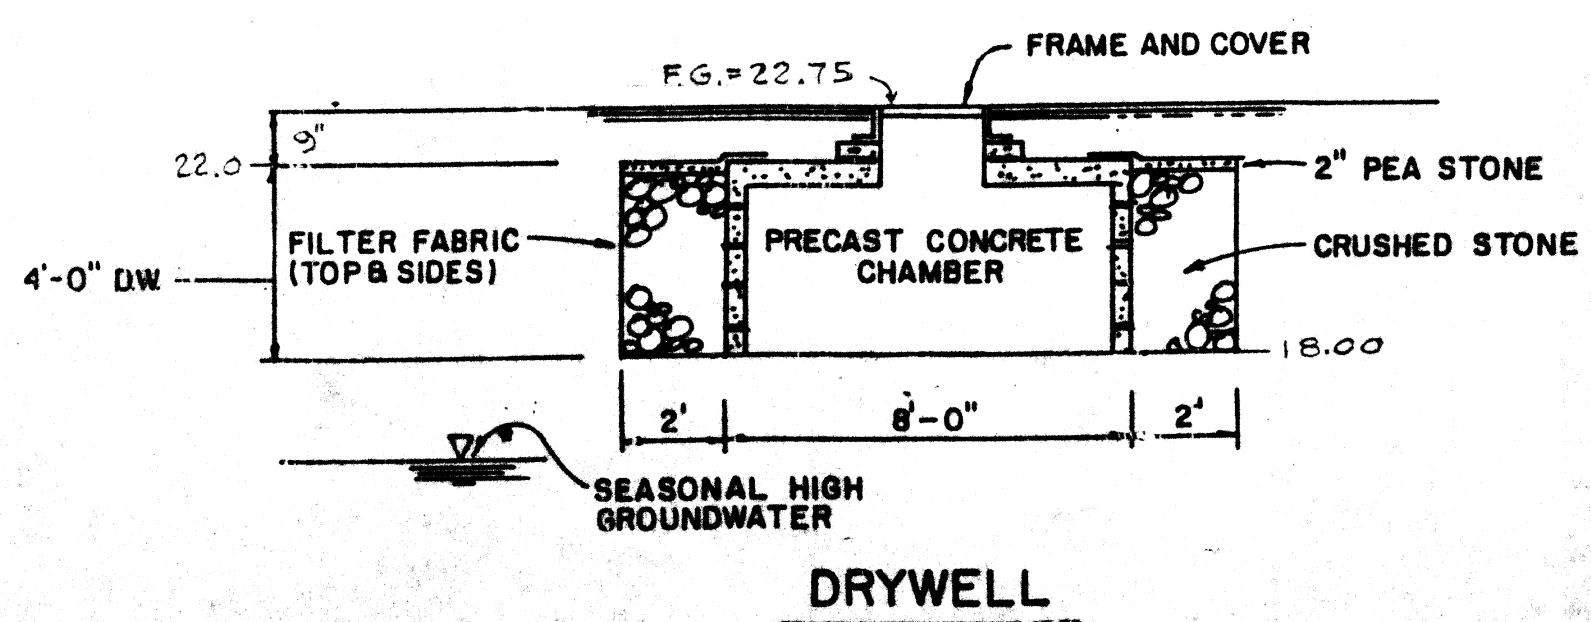 FRAME AND COVER
F.G.=22.75
9"
22.0
2" PEA STONE
FILTER FABRIC
(TOP & SIDES)
PRECAST CONCRETE
CHAMBER
CRUSHED STONE
4'-0" D.W.
18.00
2'
8'-0"
2'
SEASONAL HIGH
GROUNDWATER
DRYWELL